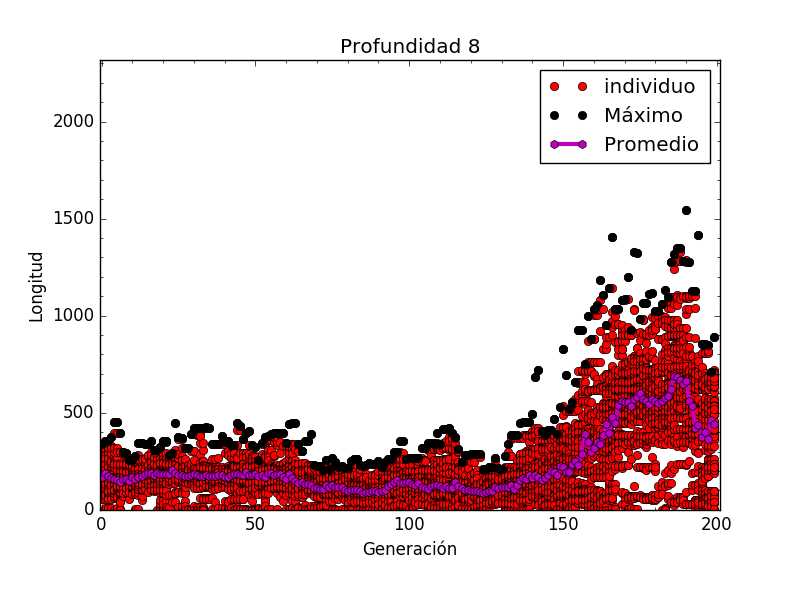 Profundidad 8
individuo
Máximo
Promedio
Longitud
2000
1500
1000
500
0
0 50 100 150 200
Generación